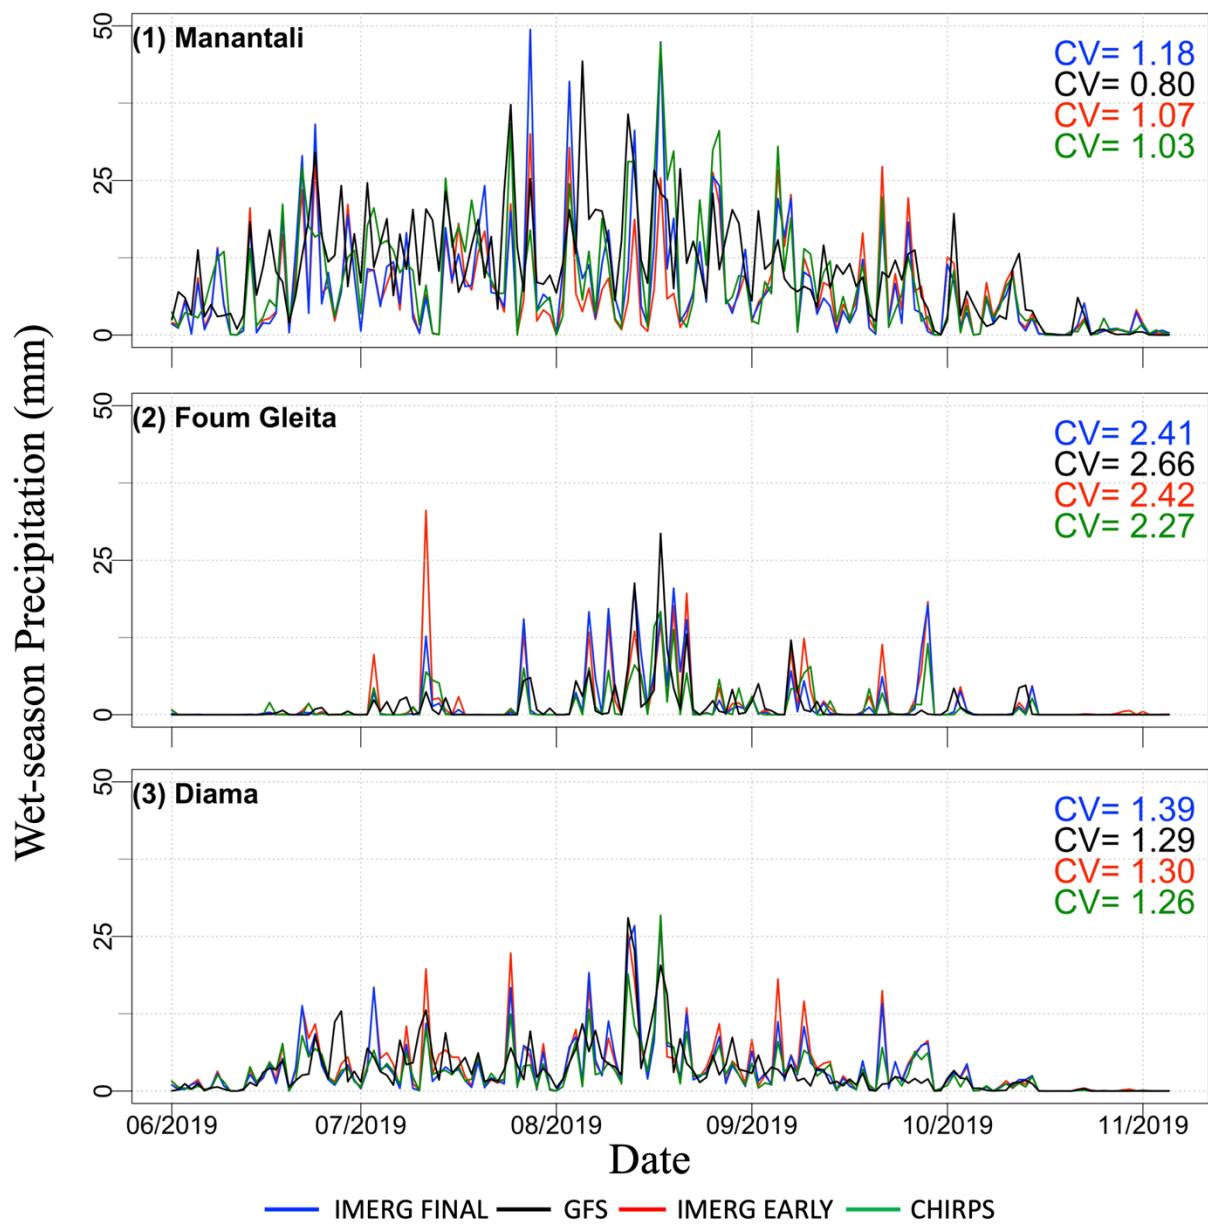 Wet-season Precipitation (mm)
50
25
0
(1) Manantali
CV= 1.18
CV= 0.80
CV= 1.07
CV= 1.03
50
25
0
(2) Foum Gleita
CV= 2.41
CV= 2.66
CV= 2.42
CV= 2.27
50
25
0
(3) Diama
CV= 1.39
CV= 1.29
CV= 1.30
CV= 1.26
06/2019 07/2019 08/2019 09/2019 10/2019 11/2019
Date
IMERG FINAL GFS IMERG EARLY CHIRPS